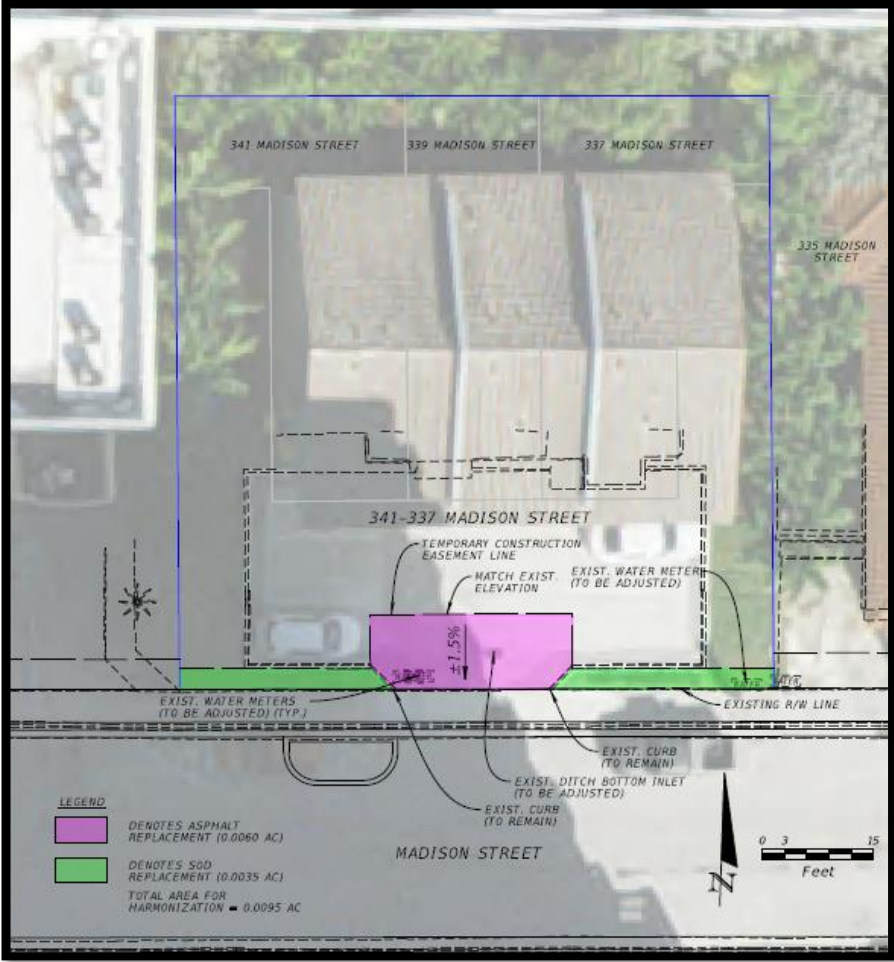 341 MADISON STREET
339 MADISON STREET
337 MADISON STREET
335 MADISON
STREET
341-337 MADISON STREET
TEMPORARY CONSTRUCTION
EASEMENT LINE
MATCH EXIST.
ELEVATION
EXIST. WATER METER
(TO BE ADJUSTED)
±1.5%
EXIST. WATER METERS
(TO BE ADJUSTED) (TYP.)
EXISTING R/W LINE
EXIST. CURB
(TO REMAIN)
EXIST. DITCH BOTTOM INLET
(TO BE ADJUSTED)
EXIST. CURB
(TO REMAIN)
MADISON STREET
LEGEND
DENOTES ASPHALT
REPLACEMENT (0.0060 AC)
DENOTES SOD
REPLACEMENT (0.0035 AC)
TOTAL AREA FOR
HARMONIZATION = 0.0095 AC
N
0 3 15
Feet